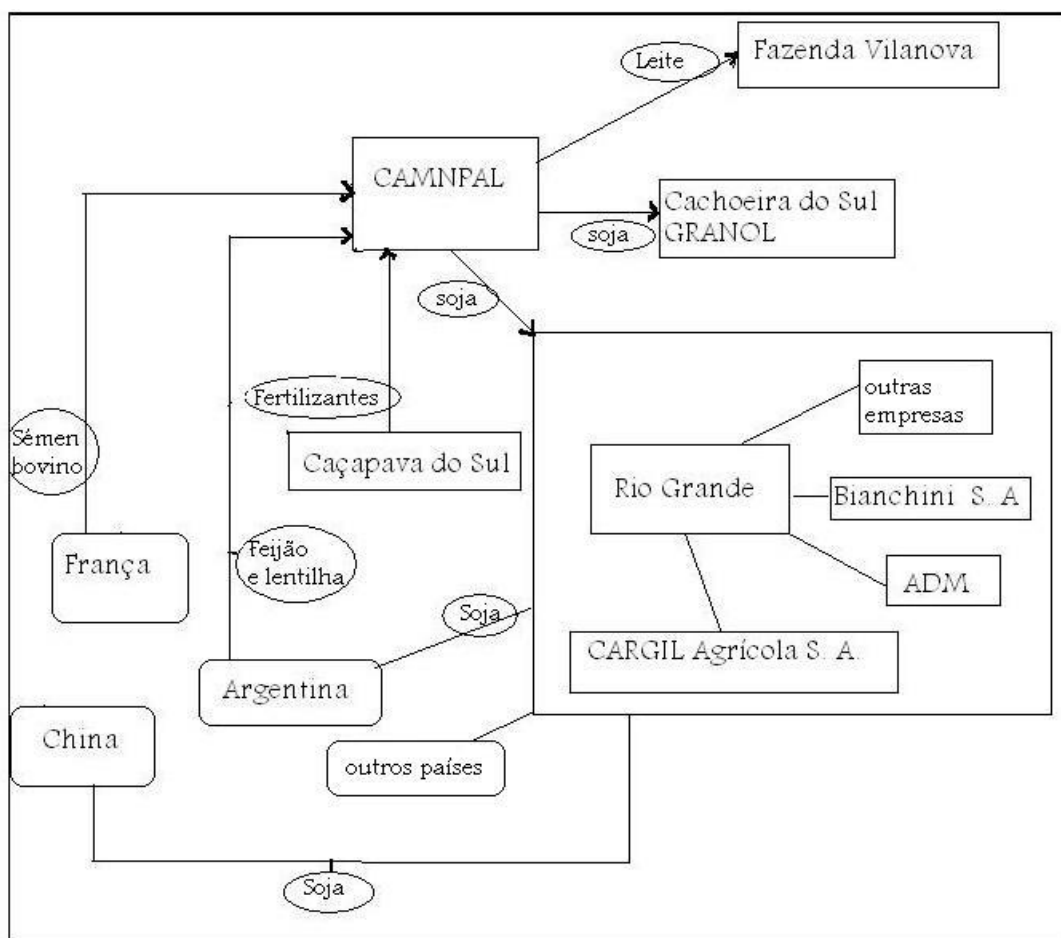 Leite
Fazenda Vilanova
CAMNPAL
Cachoeira do Sul
GRANOL
soja
soja
outras
empresas
Fertilizantes
Sémen
bovino
Caçapava do Sul
Rio Grande
Bianchini S. A
França
Feijão
e lentilha
ADM
Soja
CARGIL Agrícola S. A.
Argentina
China
outros países
Soja